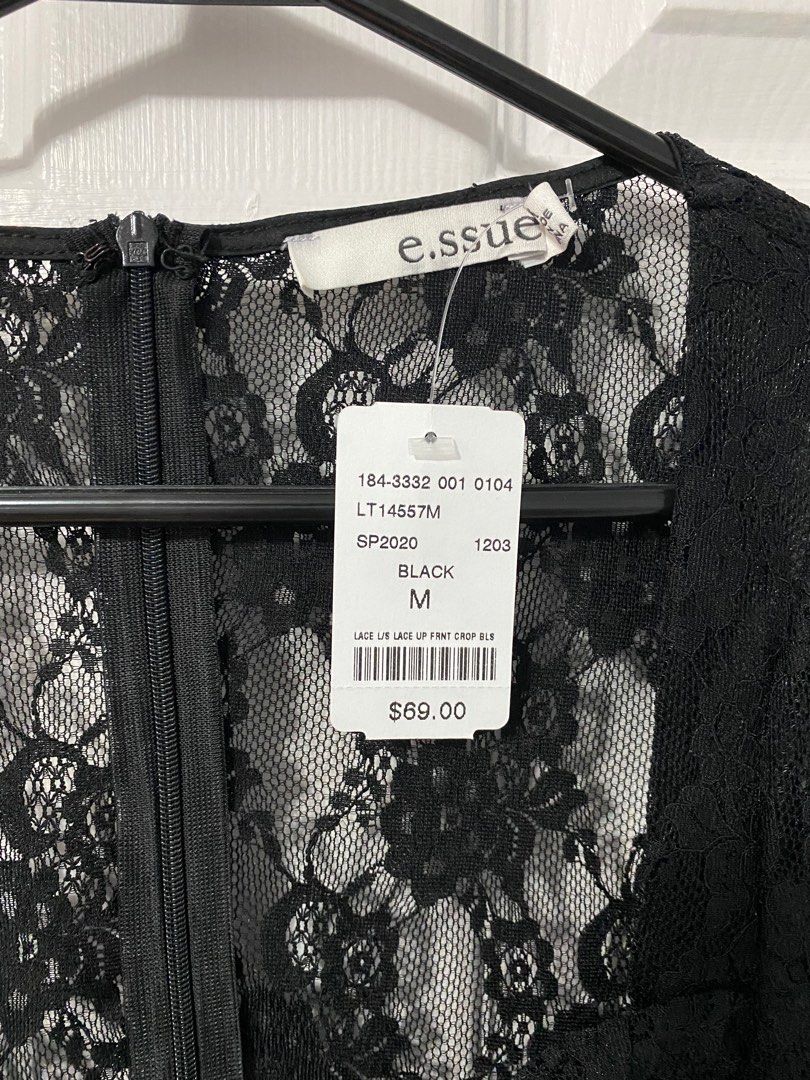 e.ssue
184-3332 001 0104
LT14557M
SP2020 1203
BLACK
M
LACE L/S LACE UP FRNT CROP BLS
$69.00